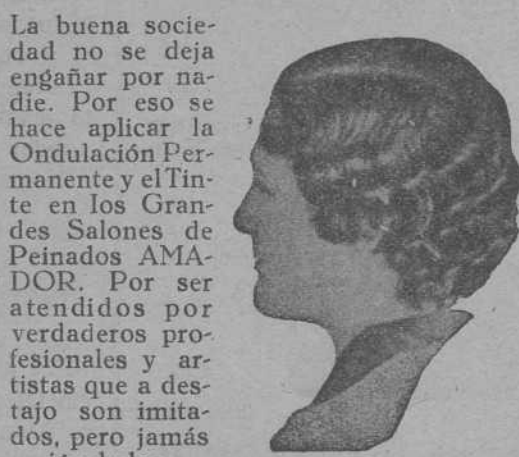 La buena socie-
dad no se deja
engañar por na-
die. Por eso se
hace aplicar la
Ondulación Per-
manente y el Tin-
te en los Gran-
des Salones de
Peinados AMA-
DOR. Por ser
atendidos por
verdaderos pro-
fesionales y ar-
tistas que a des-
tajo son imita-
dos, pero jamás